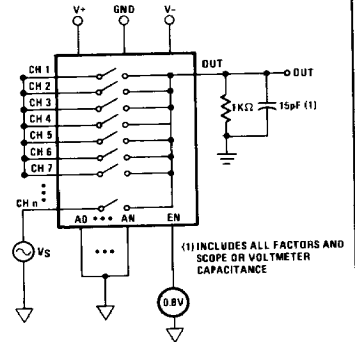 V+ GND V-
OUT
CH 1
OUT
CH 2
CH 3
1KΩ 15pF (1)
CH 4
CH 5
CH 6
CH 7
CH n
A0 AN EN
VS
(1) INCLUDES ALL FACTORS AND
SCOPE OR VOLTMETER
CAPACITANCE
0.8V